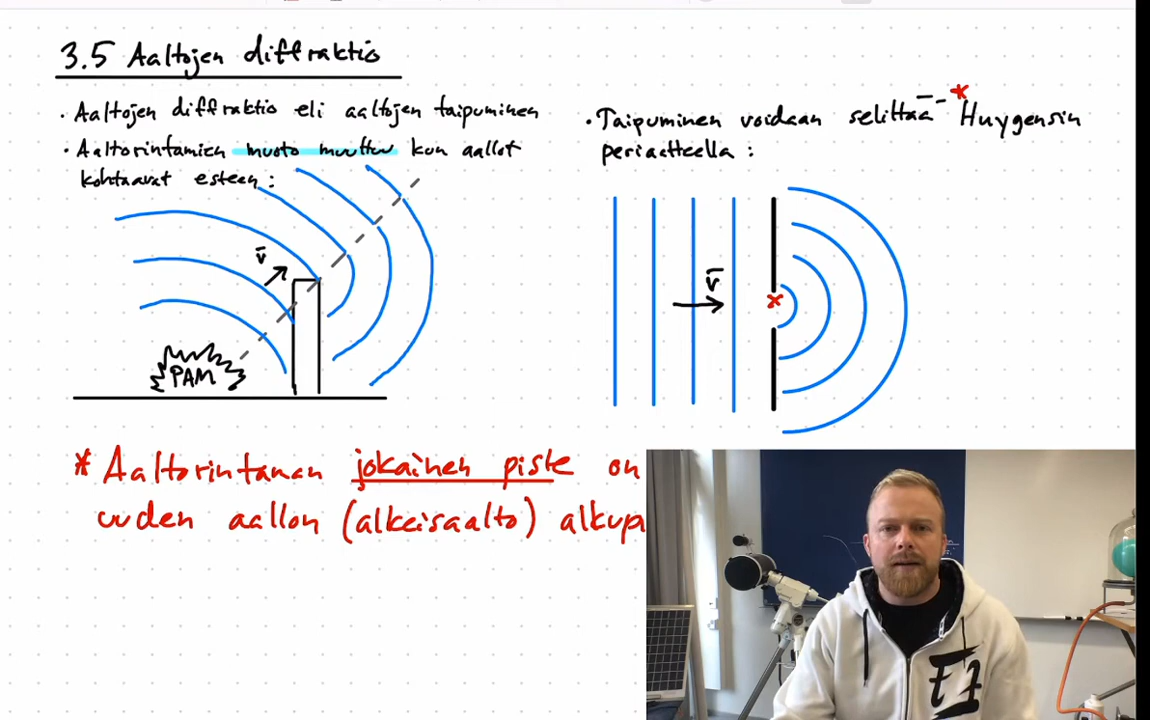 3.5 Aaltojen diffraktio
• Aaltojen diffraktio eli aaltojen taipuminen
• Aaltorintamien muoto muuttuu kun aallot
kohtaavat esteen:
v̄
PAM
• Taipuminen voidaan selittää * Huygensin
periaatteella:
v̄
x
* Aaltorintaman jokainen piste on
uuden aallon (alkeisaalto) alkup